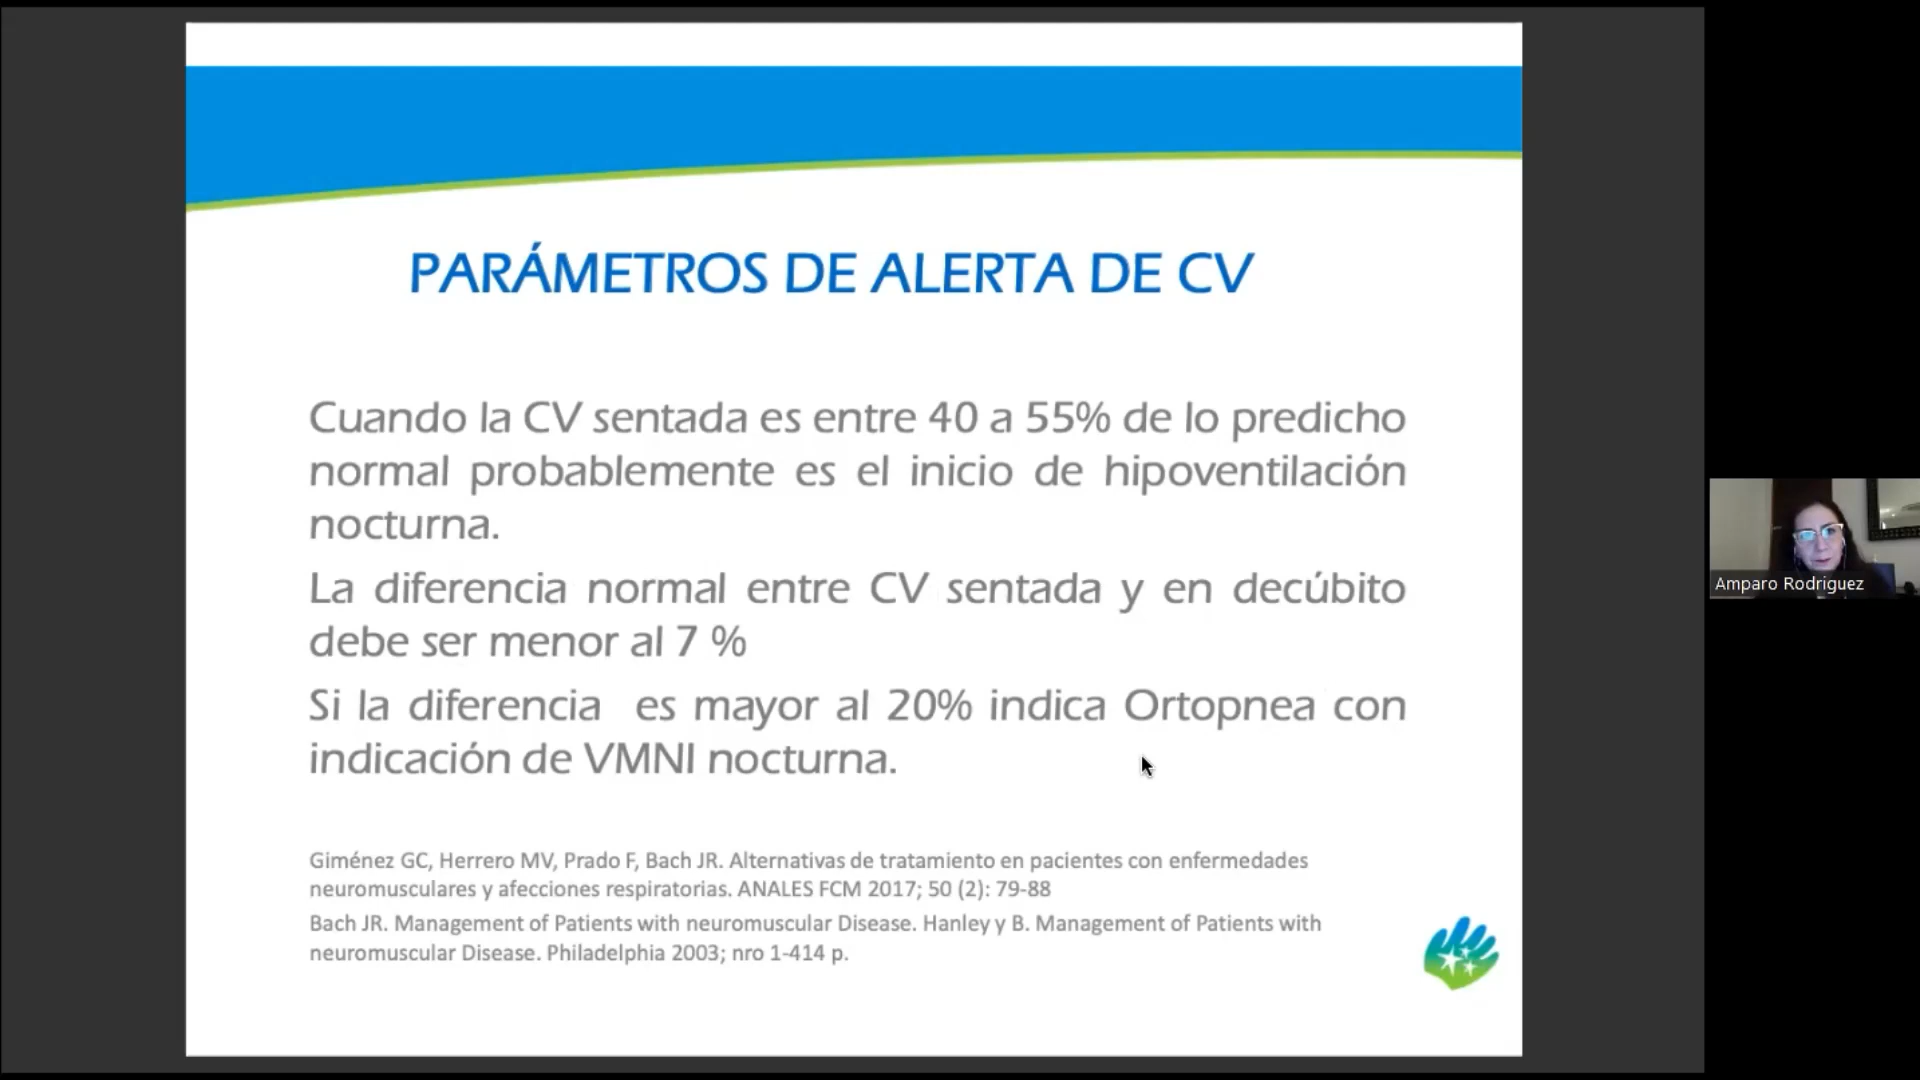 PARÁMETROS DE ALERTA DE CV
Cuando la CV sentada es entre 40 a 55% de lo predicho
normal probablemente es el inicio de hipoventilación
nocturna.
La diferencia normal entre CV sentada y en decúbito
debe ser menor al 7 %
Si la diferencia es mayor al 20% indica Ortopnea con
indicación de VMNI nocturna.
Giménez GC, Herrero MV, Prado F, Bach JR. Alternativas de tratamiento en pacientes con enfermedades
neuromusculares y afecciones respiratorias. ANALES FCM 2017; 50 (2): 79-88
Bach JR. Management of Patients with neuromuscular Disease. Hanley y B. Management of Patients with
neuromuscular Disease. Philadelphia 2003; nro 1-414 p.
Amparo Rodriguez